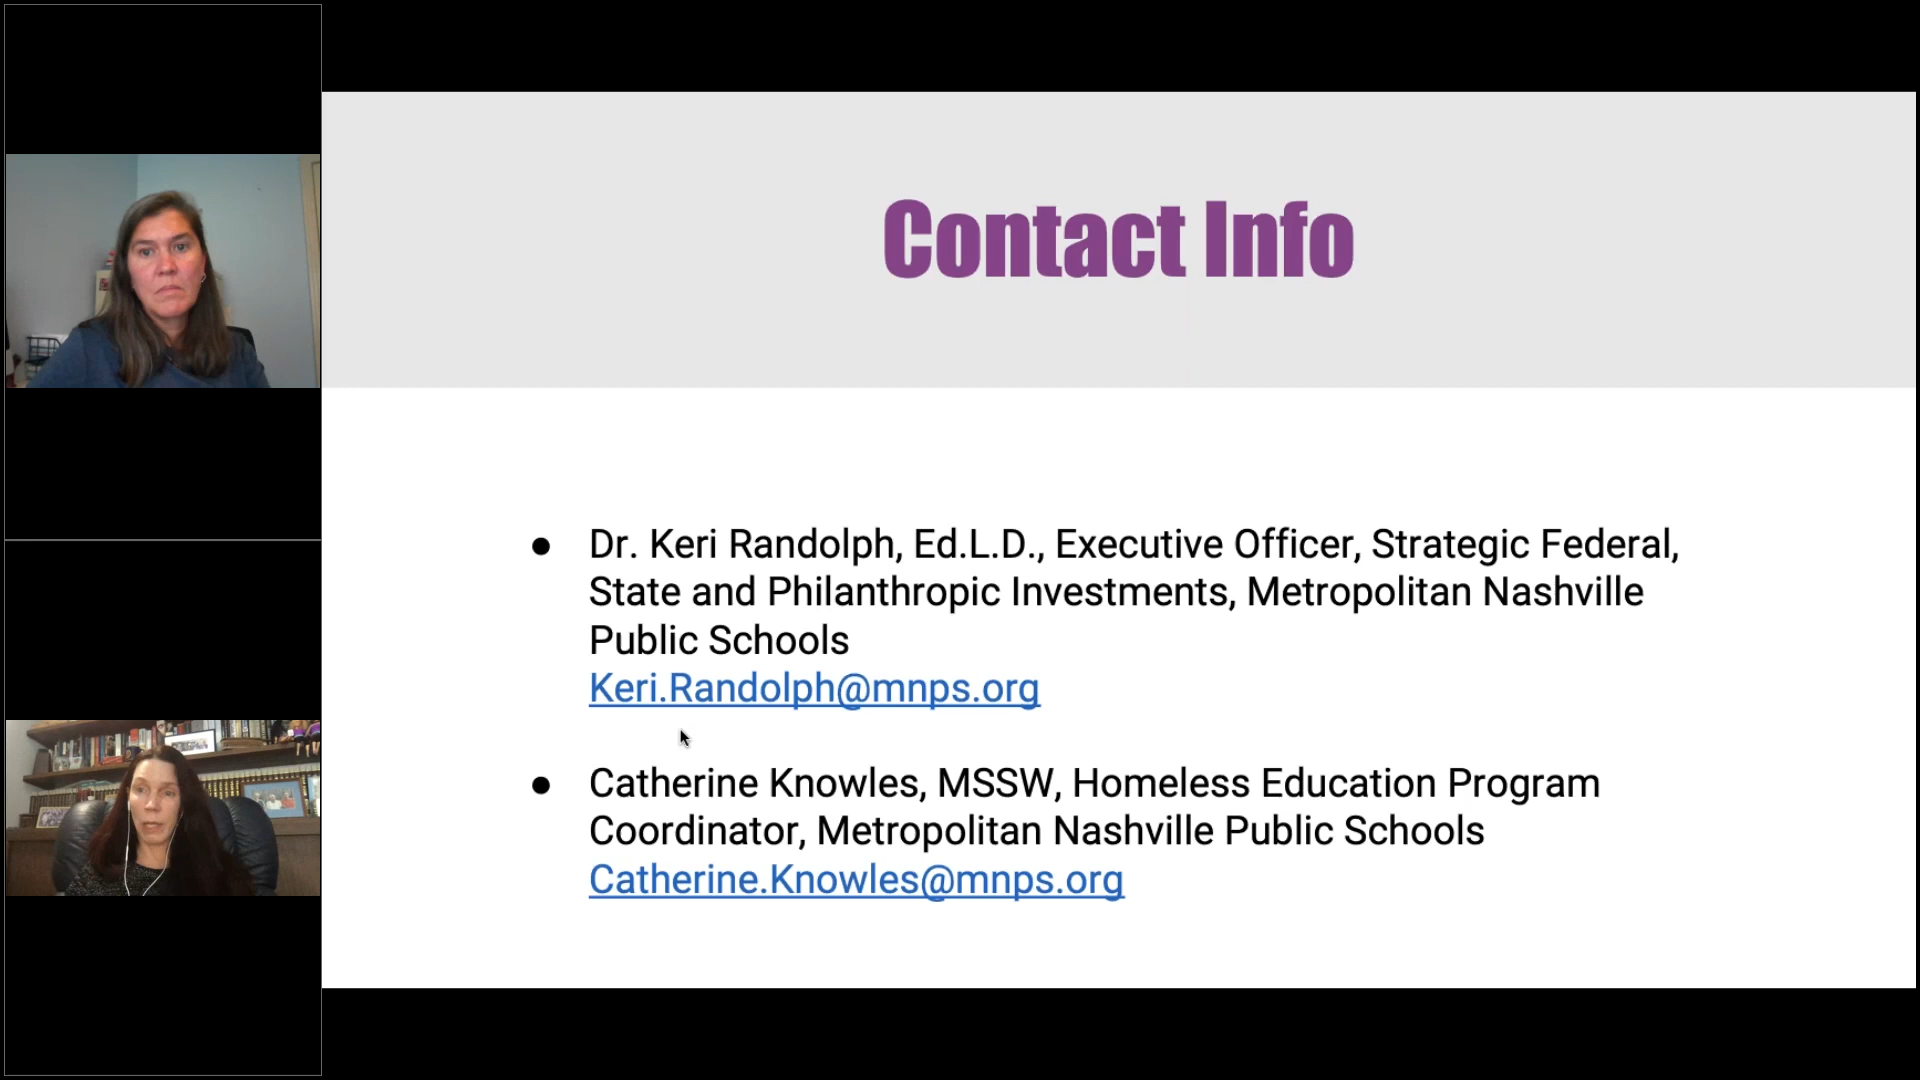 Contact Info
● Dr. Keri Randolph, Ed.L.D., Executive Officer, Strategic Federal,
State and Philanthropic Investments, Metropolitan Nashville
Public Schools
Keri.Randolph@mnps.org
● Catherine Knowles, MSSW, Homeless Education Program
Coordinator, Metropolitan Nashville Public Schools
Catherine.Knowles@mnps.org